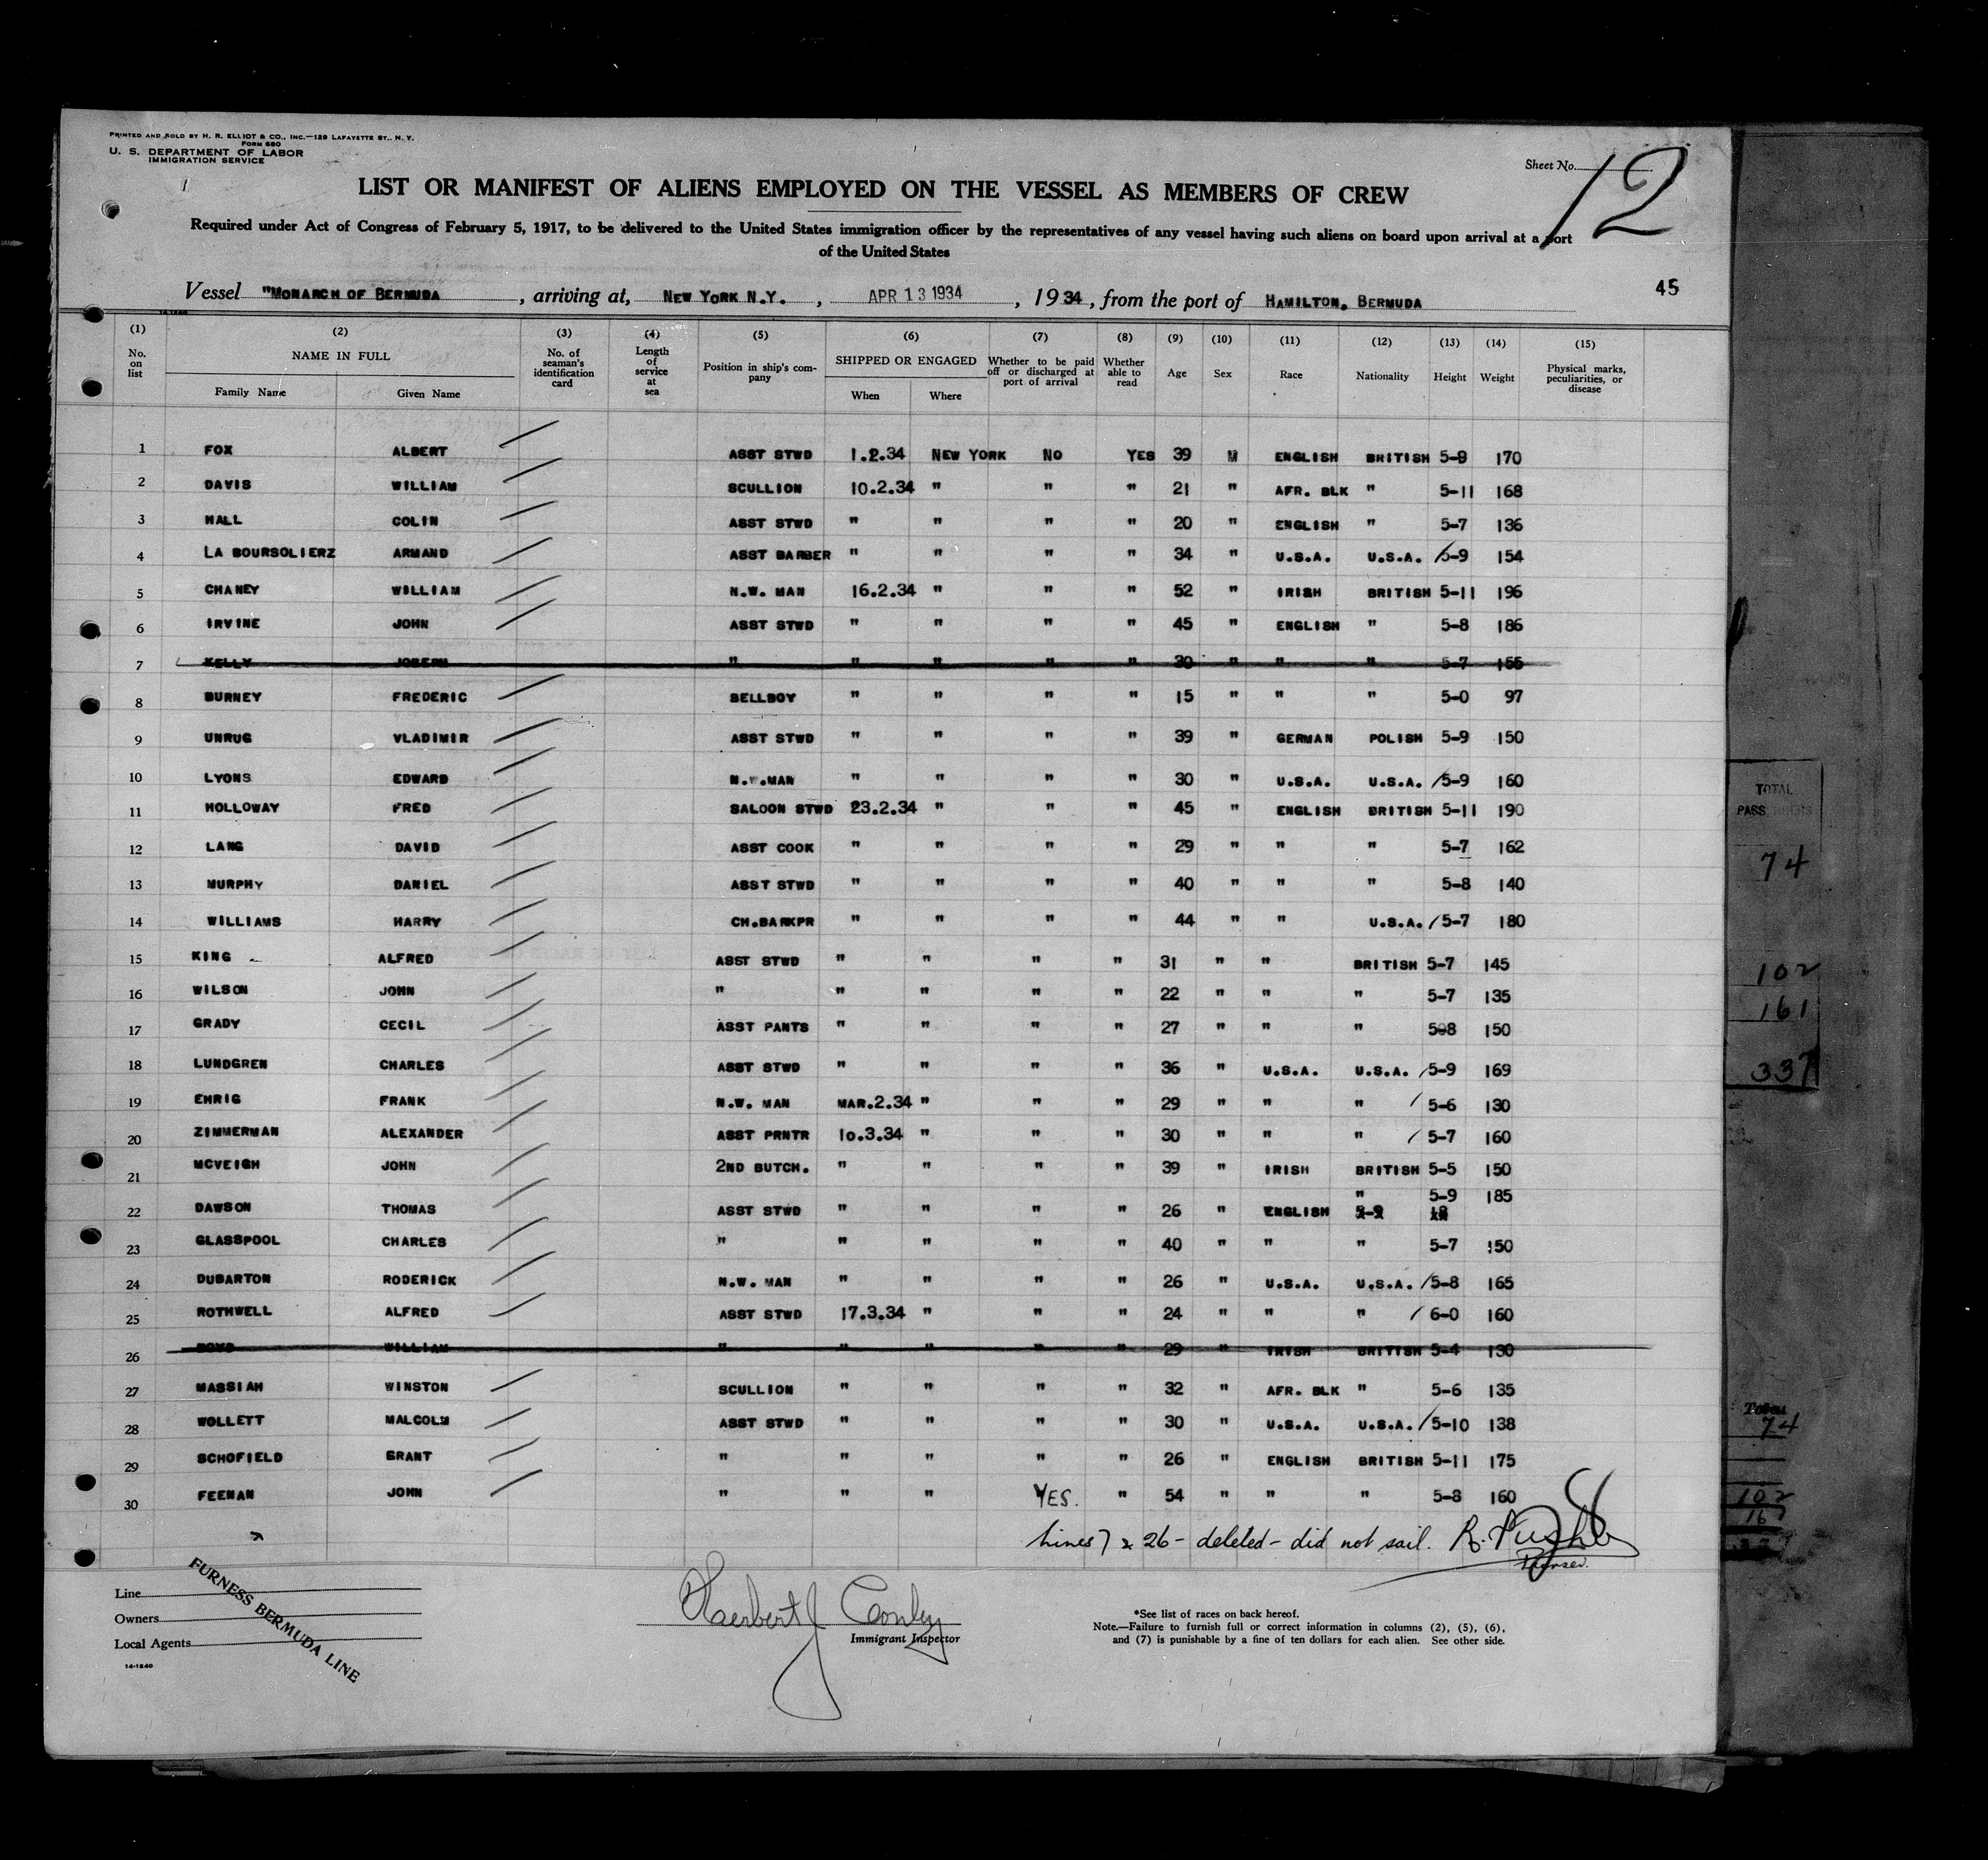 PRINTED AND SOLD BY H. R. ELLIOT & CO., INC.—129 LAFAYETTE ST., N. Y.
FORM 680
U. S. DEPARTMENT OF LABOR
IMMIGRATION SERVICE
Sheet No. 12
LIST OR MANIFEST OF ALIENS EMPLOYED ON THE VESSEL AS MEMBERS OF CREW
Required under Act of Congress of February 5, 1917, to be delivered to the United States immigration officer by the representatives of any vessel having such aliens on board upon arrival at a port
of the United States
45
Vessel "MONARCH OF BERMUDA, arriving at, NEW YORK N.Y., APR 13 1934, 1934, from the port of HAMILTON, BERMUDA
14-1240
(1) (2) (3) (4) (5) (6) (7) (8) (9) (10) (11) (12) (13) (14) (15)
No. on list NAME IN FULL Family Name Given Name No. of seaman's identification card Length of service at sea Position in ship's company SHIPPED OR ENGAGED When Where Whether to be paid off or discharged at port of arrival Whether able to read Age Sex Race Nationality Height Weight Physical marks, peculiarities, or disease
1 FOX ALBERT ASST STWD 1.2.34 NEW YORK NO YES 39 M ENGLISH BRITISH 5-9 170
2 DAVIS WILLIAM SCULLION 10.2.34 " " " 21 " AFR. BLK " 5-11 168
3 HALL COLIN ASST STWD " " " " 20 " ENGLISH " 5-7 136
4 LA BOURSOLIERZ ARMAND ASST BARBER " " " " 34 " U.S.A. U.S.A. 5-9 154
5 CHANEY WILLIAM N.W. MAN 16.2.34 " " " 52 " IRISH BRITISH 5-11 196
6 IRVINE JOHN ASST STWD " " " " 45 " ENGLISH " 5-8 186
7 KELLY JOSEPH " " " " " 30 " " " 5-7 155
8 BURNEY FREDERIC BELLBOY " " " " 15 " " " 5-0 97
9 UNRUG VLADIMIR ASST STWD " " " " 39 " GERMAN POLISH 5-9 150
10 LYONS EDWARD N.W.MAN " " " " 30 " U.S.A. U.S.A. 5-9 160
11 HOLLOWAY FRED SALOON STWD 23.2.34 " " " 45 " ENGLISH BRITISH 5-11 190
12 LANG DAVID ASST COOK " " " " 29 " " " 5-7 162
13 MURPHY DANIEL ASST STWD " " " " 40 " " " 5-8 140
14 WILLIAMS HARRY CH.BARKPR " " " " 44 " " U.S.A. 5-7 180
15 KING ALFRED ASST STWD " " " " 31 " " BRITISH 5-7 145
16 WILSON JOHN " " " " " 22 " " " 5-7 135
17 GRADY CECIL ASST PANTS " " " " 27 " " " 5-8 150
18 LUNDGREN CHARLES ASST STWD " " " " 36 " U.S.A. U.S.A. 5-9 169
19 EHRIG FRANK N.W. MAN MAR.2.34 " " " 29 " " " 5-6 130
20 ZIMMERMAN ALEXANDER ASST PRNTR 10.3.34 " " " 30 " " " 5-7 160
21 MCVEIGH JOHN 2ND BUTCH. " " " " 39 " IRISH BRITISH 5-5 150
22 DAWSON THOMAS ASST STWD " " " " 26 " ENGLISH " 5-9 185
23 GLASSPOOL CHARLES " " " " " 40 " " " 5-7 150
24 DUBARTON RODERICK N.W. MAN " " " " 26 " U.S.A. U.S.A. 5-8 165
25 ROTHWELL ALFRED ASST STWD 17.3.34 " " " 24 " " " 6-0 160
26 BOYD WILLIAM " " " " " 29 " IRISH BRITISH 5-4 130
27 MASSIAH WINSTON SCULLION " " " " 32 " AFR. BLK " 5-6 135
28 WOLLETT MALCOLM ASST STWD " " " " 30 " U.S.A. U.S.A. 5-10 138
29 SCHOFIELD GRANT " " " " " 26 " ENGLISH BRITISH 5-11 175
30 FEENAN JOHN " " " YES. " 54 " " " 5-8 160
Lines 7 & 26 - deleted - did not sail. R. Purser.
Line
Owners
Local Agents
FURNESS BERMUDA LINE
14-1240
Herbert J Conley
Immigrant Inspector
*See list of races on back hereof.
Note.—Failure to furnish full or correct information in columns (2), (5), (6),
and (7) is punishable by a fine of ten dollars for each alien. See other side.
TOTAL
PASSENGERS
74
102
161
337
Total
74
102
161